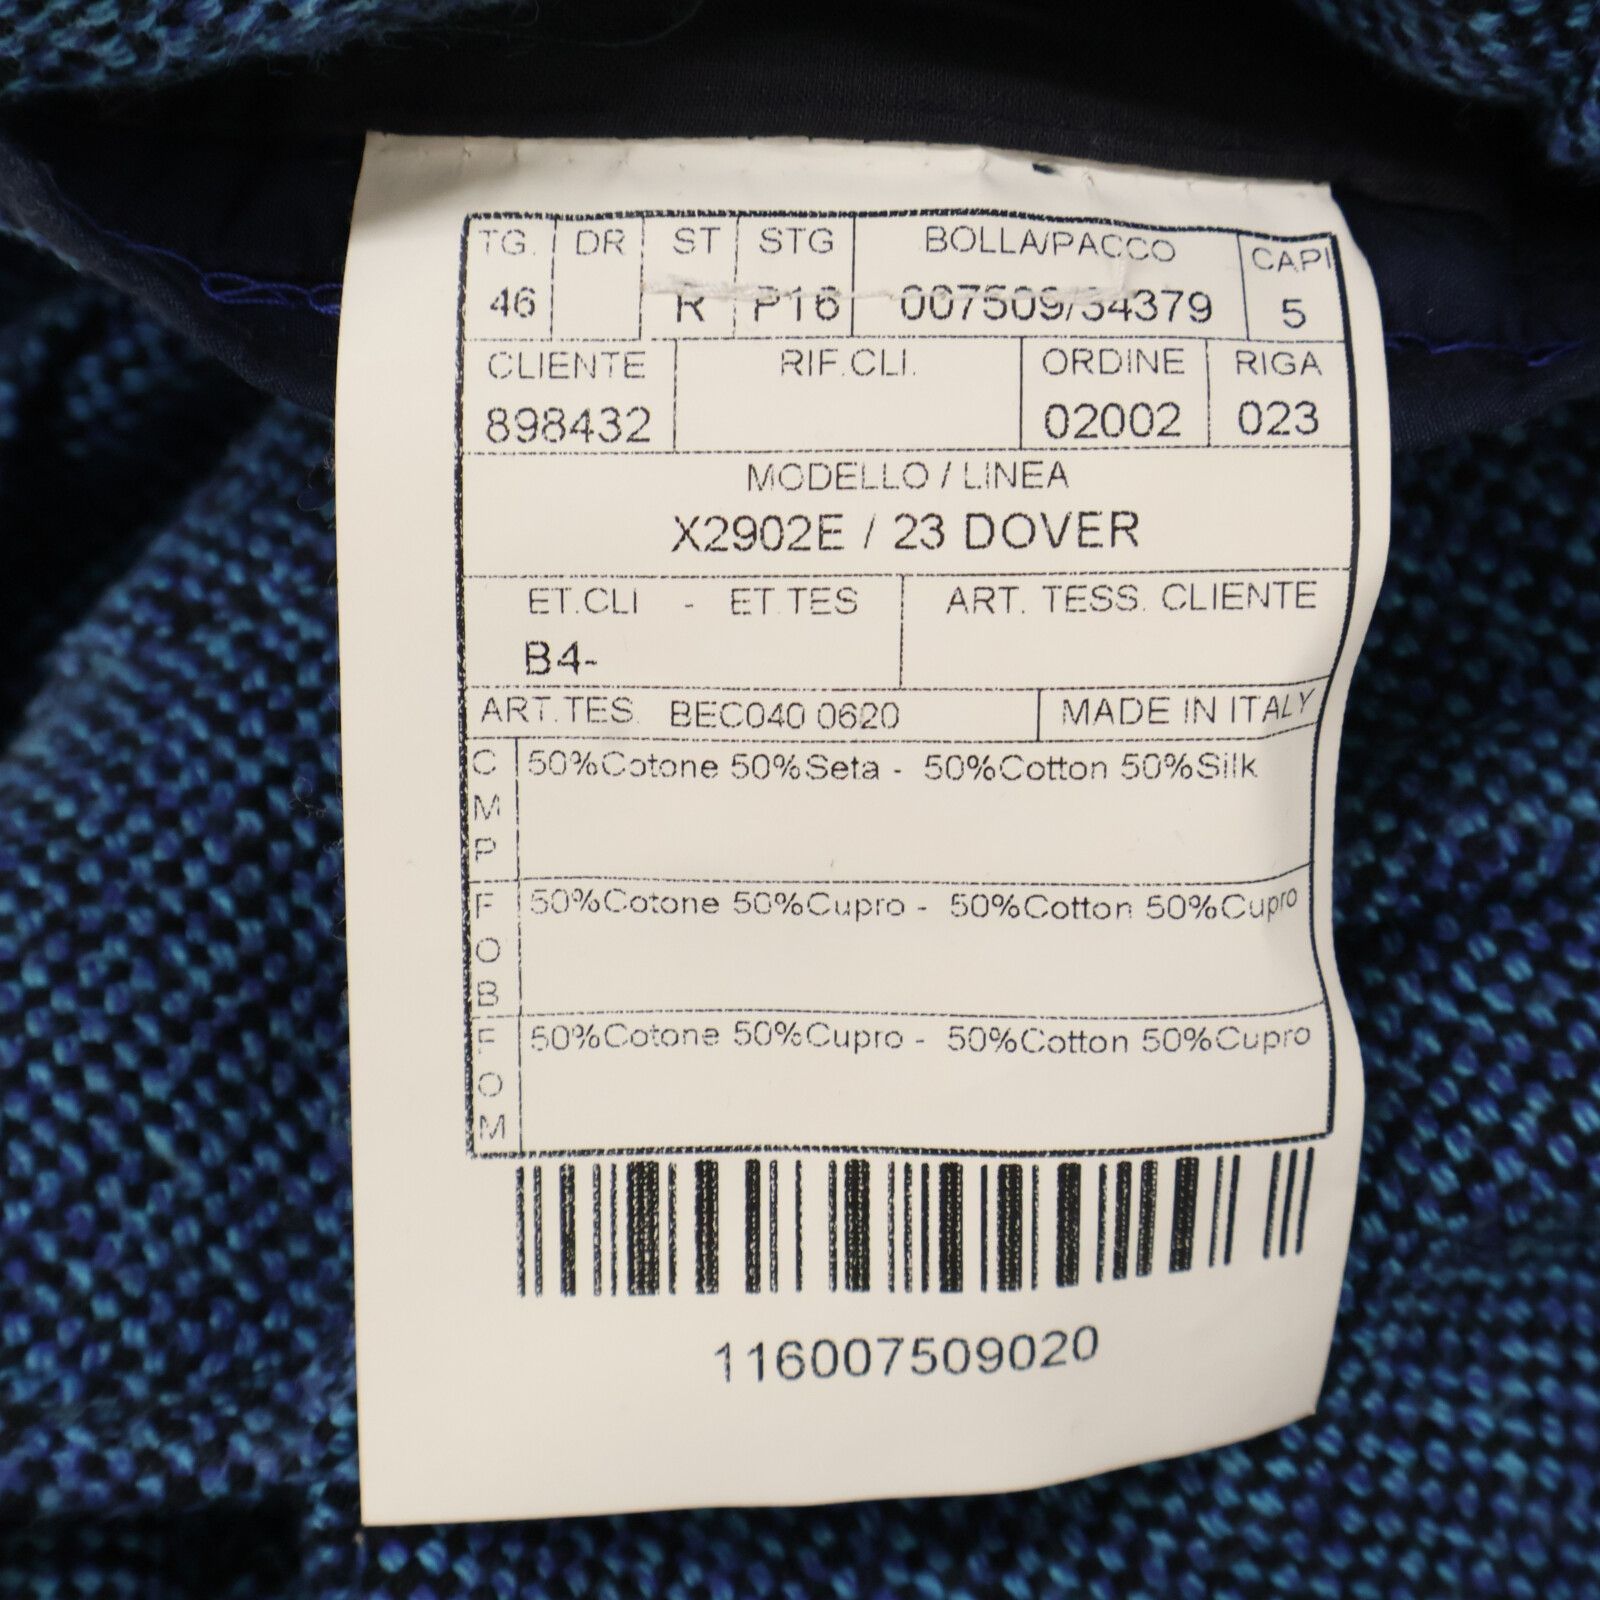 TG. DR ST STG BOLLA/PACCO CAPI
46 R P16 007509/34379 5
CLIENTE RIF.CLI. ORDINE RIGA
898432 02002 023
MODELLO / LINEA
X2902E / 23 DOVER
ET.CLI - ET.TES ART. TESS. CLIENTE
B4-
ART.TES. BEC040 0620 MADE IN ITALY
CMP 50%Cotone 50%Seta - 50%Cotton 50%Silk
FOB 50%Cotone 50%Cupro - 50%Cotton 50%Cupro
FOM 50%Cotone 50%Cupro - 50%Cotton 50%Cupro
116007509020